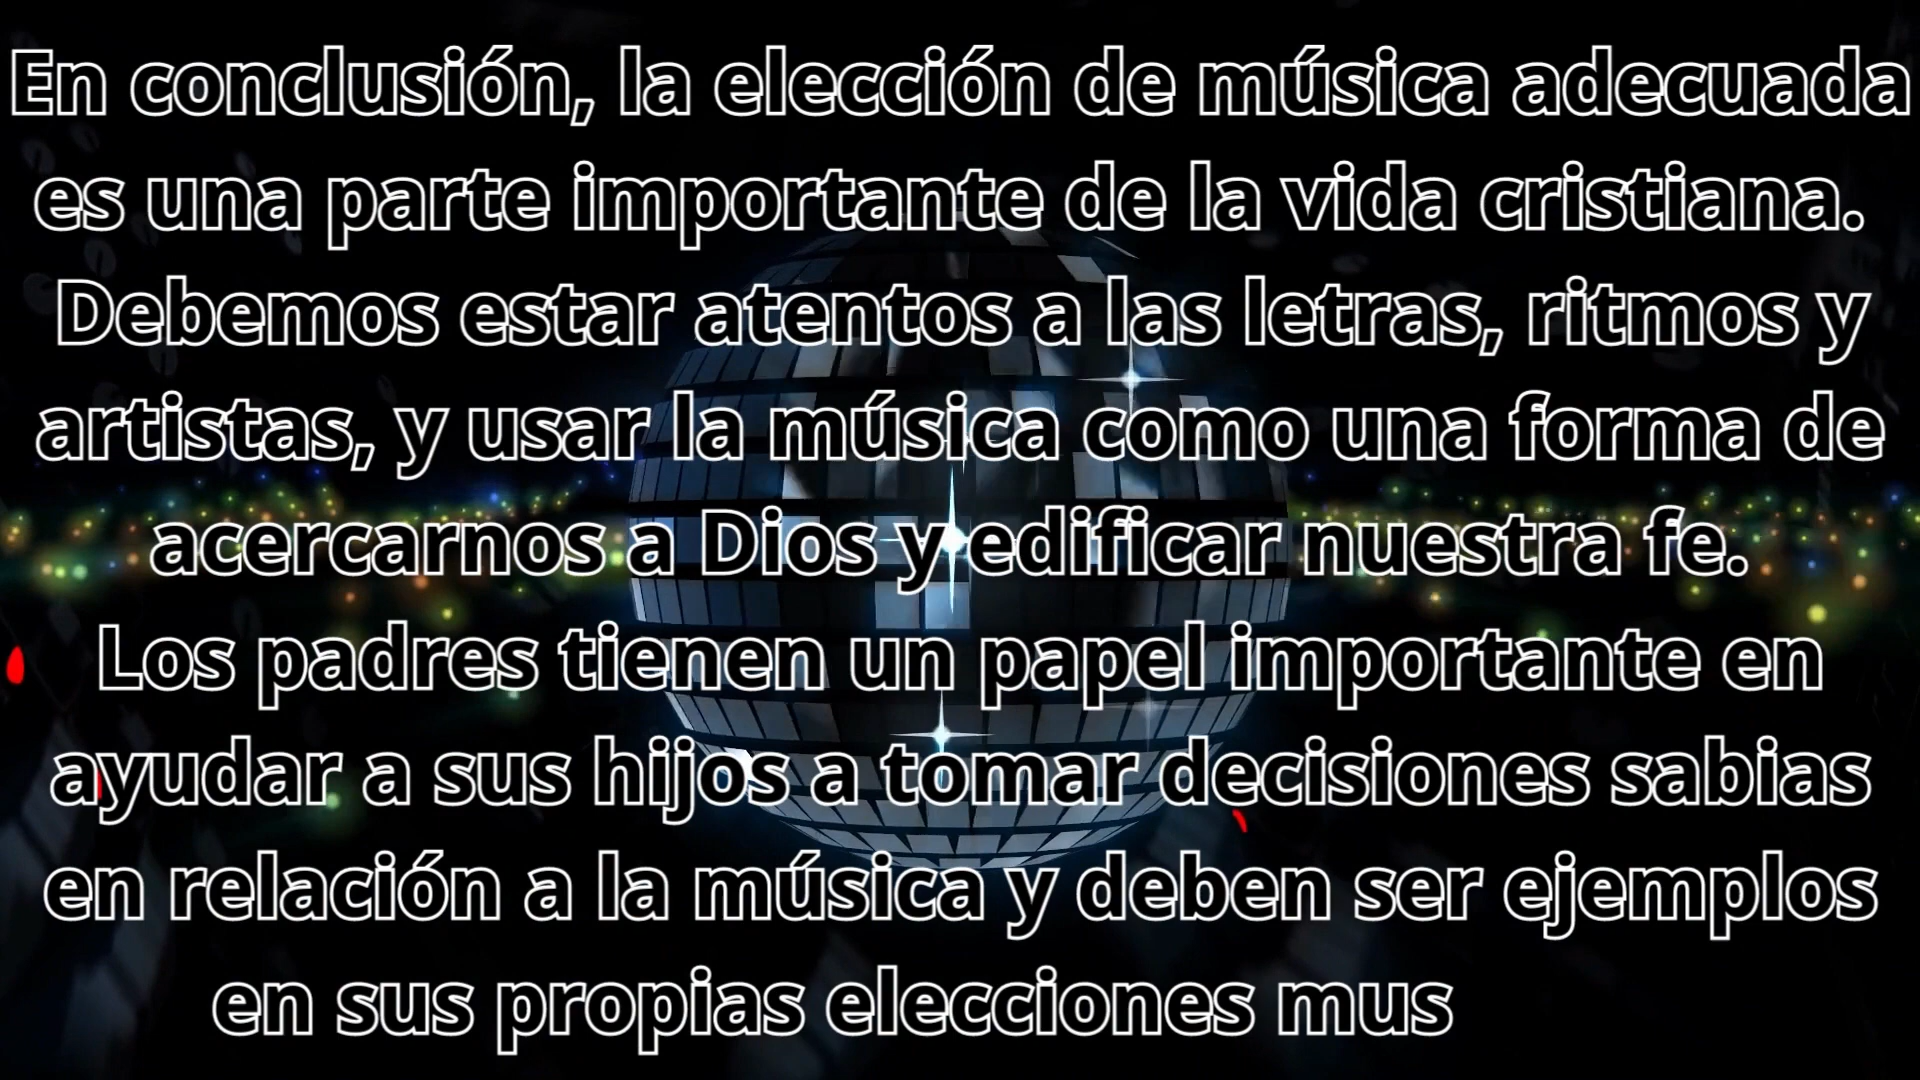 En conclusión, la elección de música adecuada
es una parte importante de la vida cristiana.
Debemos estar atentos a las letras, ritmos y
artistas, y usar la música como una forma de
acercarnos a Dios y edificar nuestra fe.
Los padres tienen un papel importante en
ayudar a sus hijos a tomar decisiones sabias
en relación a la música y deben ser ejemplos
en sus propias elecciones mus